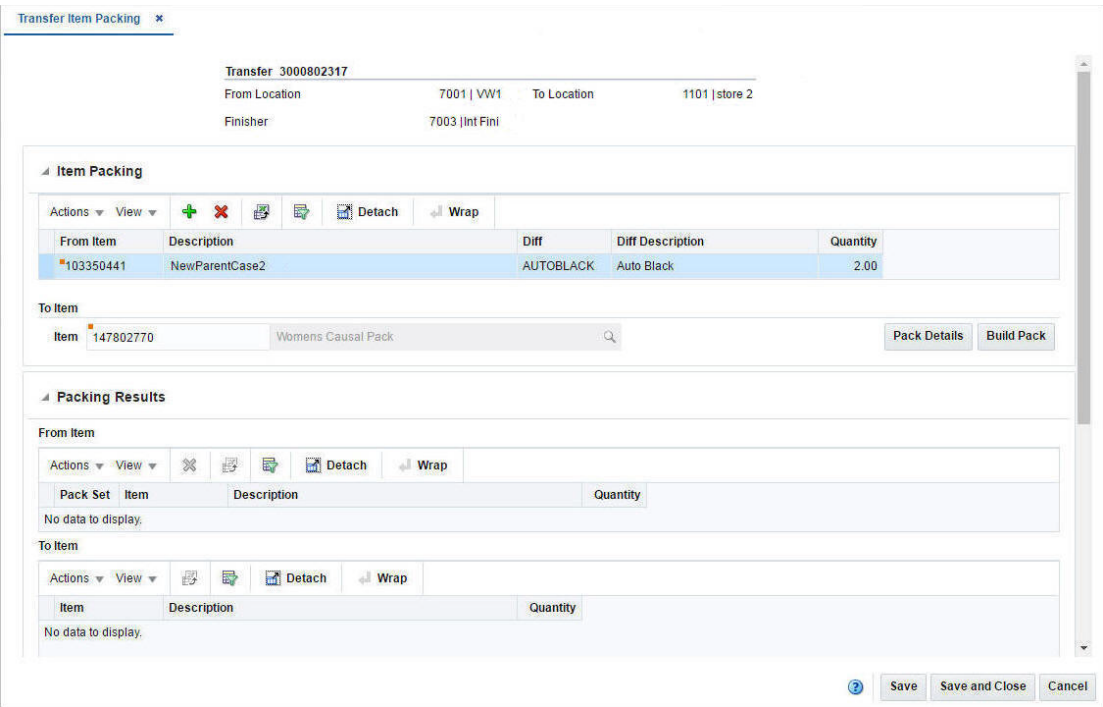 Transfer Item Packing ×
Transfer 3000802317
From Location 7001 | VW1 To Location 1101 | store 2
Finisher 7003 |Int Fini
Item Packing
Actions View Detach Wrap
From Item Description Diff Diff Description Quantity
103350441 NewParentCase2 AUTOBLACK Auto Black 2.00
To Item
Item 147802770 Womens Causal Pack Pack Details Build Pack
Packing Results
From Item
Actions View Detach Wrap
Pack Set Item Description Quantity
No data to display.
To Item
Actions View Detach Wrap
Item Description Quantity
No data to display.
? Save Save and Close Cancel